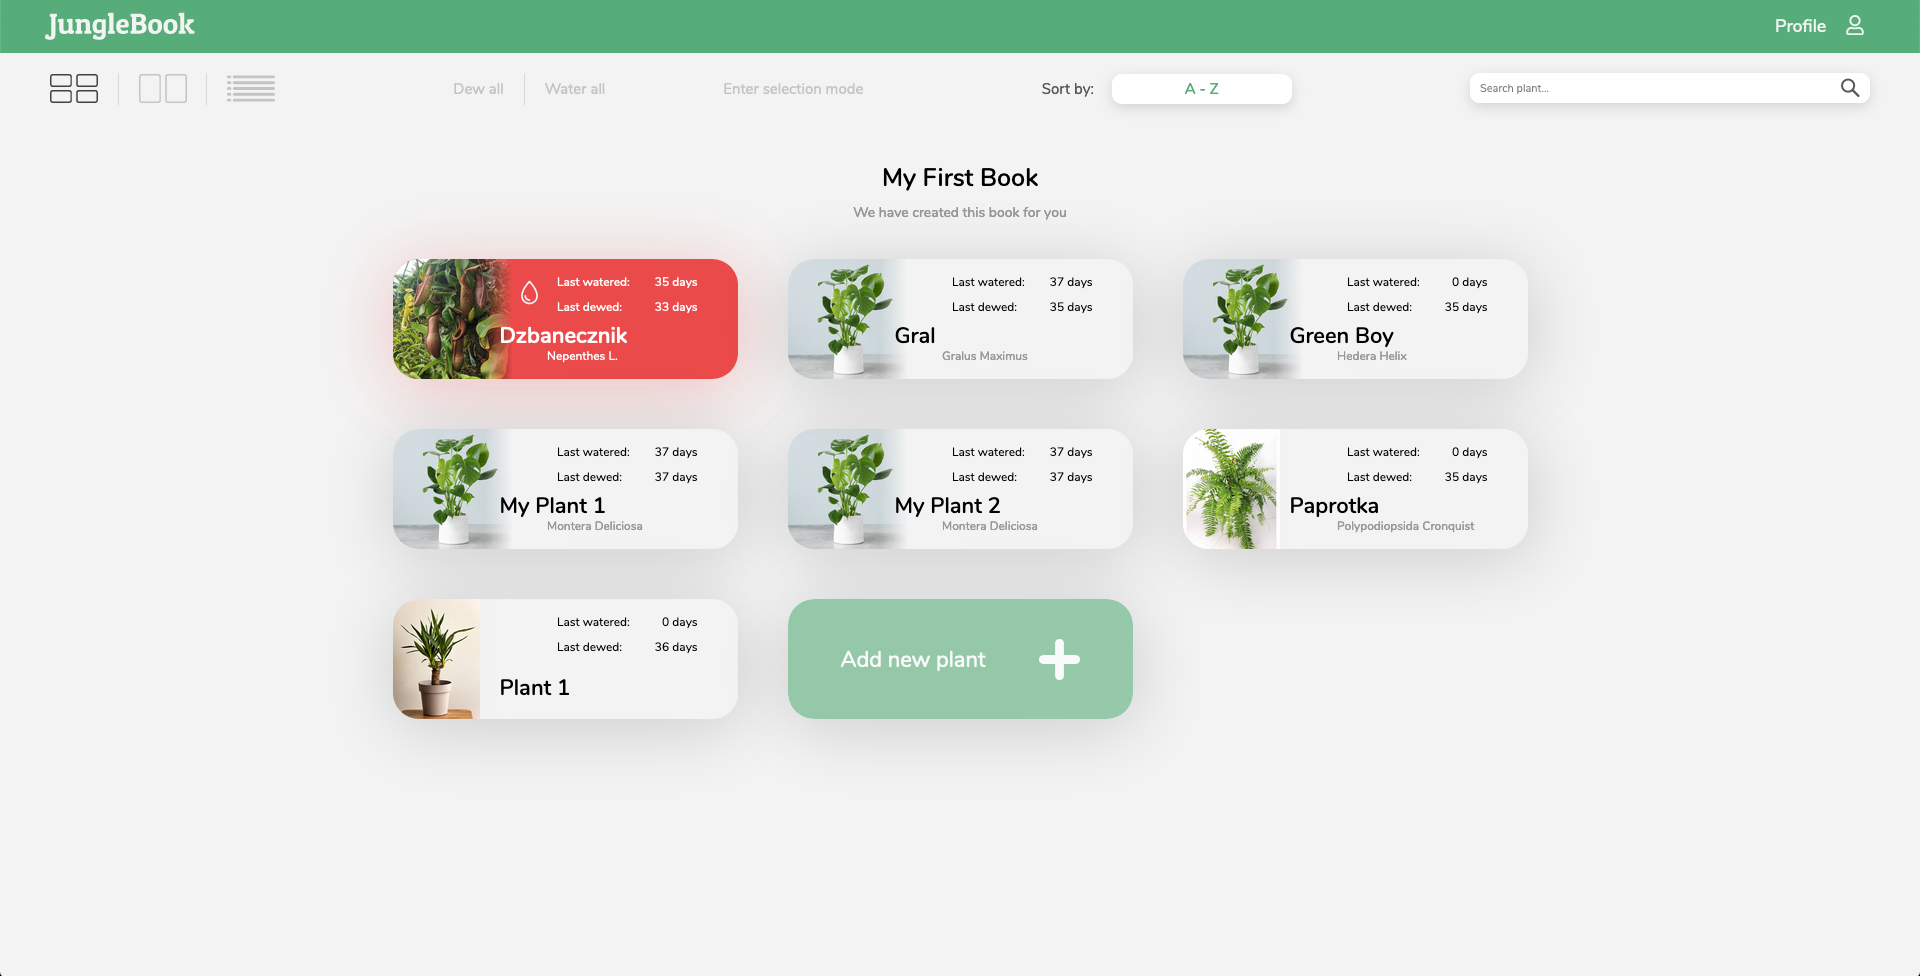 JungleBook
Profile
Dew all
Water all
Enter selection mode
Sort by:
A - Z
Search plant...
My First Book
We have created this book for you
Last watered: 35 days
Last dewed: 33 days
Dzbanecznik
Nepenthes L.
Last watered: 37 days
Last dewed: 35 days
Gral
Gralus Maximus
Last watered: 0 days
Last dewed: 35 days
Green Boy
Hedera Helix
Last watered: 37 days
Last dewed: 37 days
My Plant 1
Montera Deliciosa
Last watered: 37 days
Last dewed: 37 days
My Plant 2
Montera Deliciosa
Last watered: 0 days
Last dewed: 35 days
Paprotka
Polypodiopsida Cronquist
Last watered: 0 days
Last dewed: 36 days
Plant 1
Add new plant